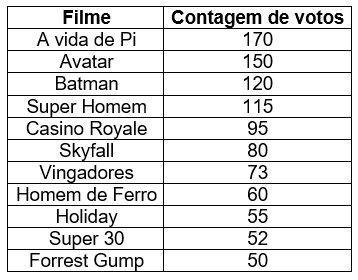 Filme Contagem de votos
A vida de Pi 170
Avatar 150
Batman 120
Super Homem 115
Casino Royale 95
Skyfall 80
Vingadores 73
Homem de Ferro 60
Holiday 55
Super 30 52
Forrest Gump 50